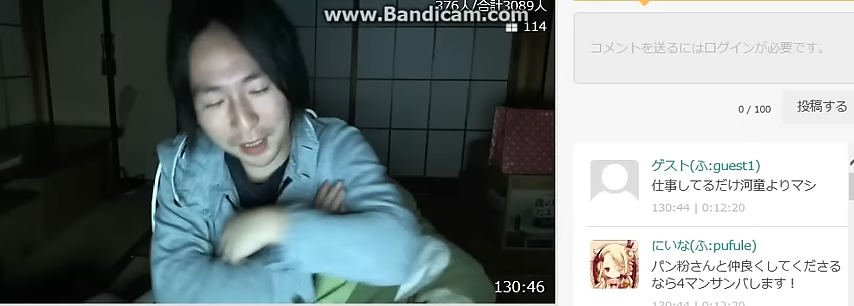 www.Bandicam.com
376人/合計3089人
114
130:46
コメントを送るにはログインが必要です。
0 / 100
投稿する
ゲスト(ふ:guest1)
仕事してるだけ河童よりマシ
130:44 | 0:12:20
にいな(ふ:pufule)
パン粉さんと仲良くしてくださる
なら4マンサンバします！
130:44 | 0:12:20